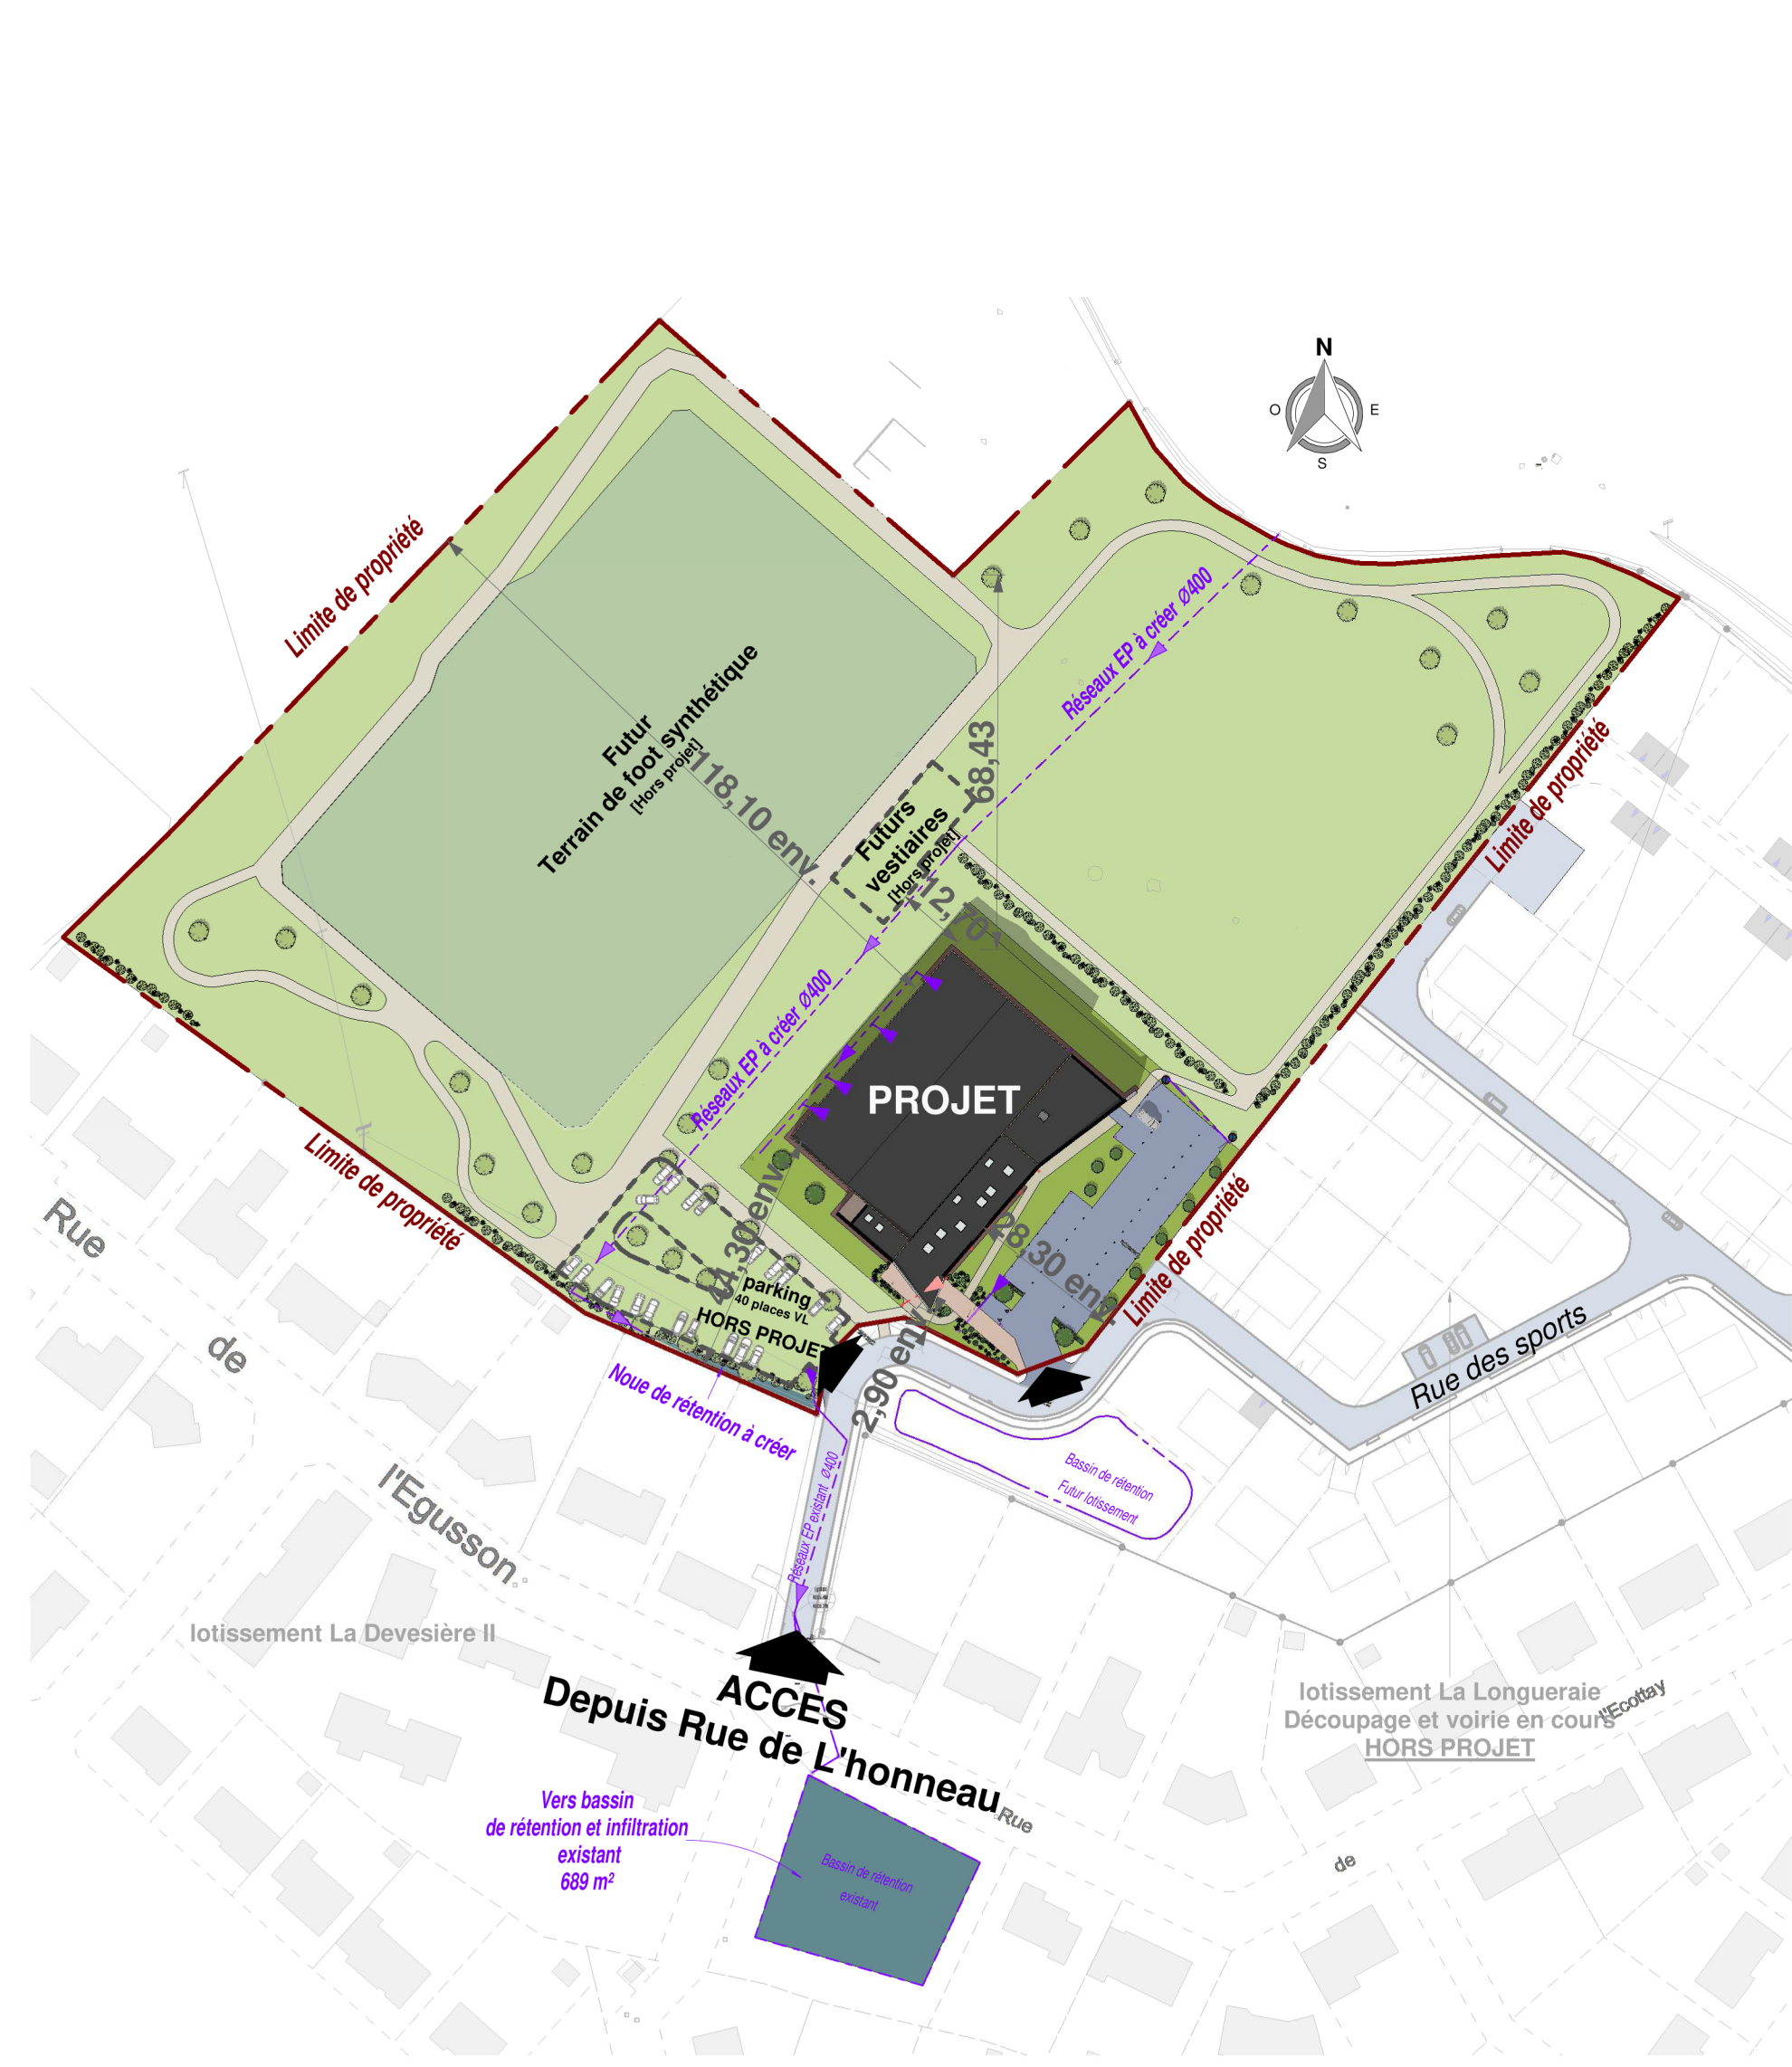 N
O
E
S
Limite de propriété
Réseaux EP à créer Ø400
Futur
Terrain de foot synthétique
[Hors projet]
118,10 env.
68,43
Limite de propriété
Futurs
vestiaires
[Hors projet]
12,70
Réseaux EP à créer Ø400
PROJET
Limite de propriété
44,30 env.
28,30 env.
Limite de propriété
parking
40 places VL
HORS PROJET
2,90 env.
Rue
de
l'Egusson
Noue de rétention à créer
Rue des sports
Bassin de rétention
Futur lotissement
Réseaux EP existant Ø400
lotissement La Devesière II
ACCES
Depuis Rue de L'honneau
lotissement La Longueraie
Découpage et voirie en cours
HORS PROJET
Rue
de
l'Ecottay
Vers bassin
de rétention et infiltration
existant
689 m²
Bassin de rétention
existant